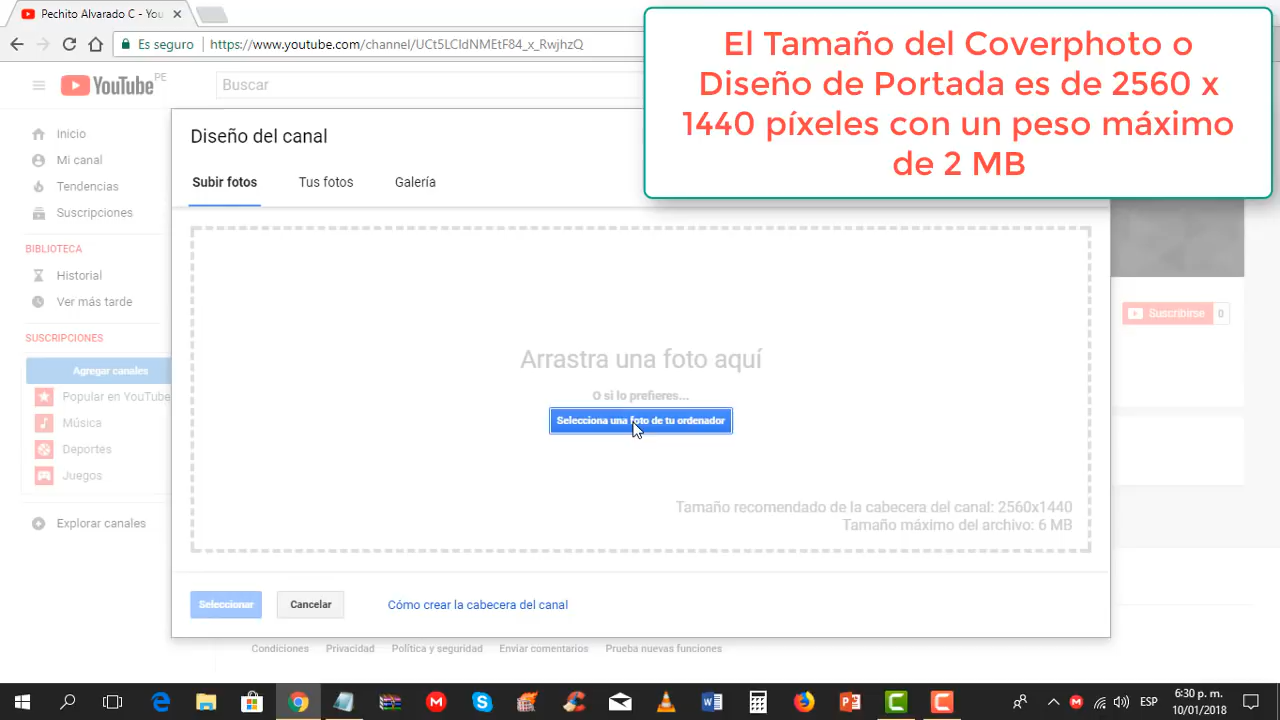 Pechito Alvarado C - You
Es seguro
https://www.youtube.com/channel/UCt5LCIdNMEtF84_x_RwjhzQ
El Tamaño del Coverphoto o
Diseño de Portada es de 2560 x
1440 píxeles con un peso máximo
de 2 MB
YouTube PE
Buscar
Inicio
Mi canal
Tendencias
Suscripciones
BIBLIOTECA
Historial
Ver más tarde
SUSCRIPCIONES
Agregar canales
Popular en YouTube
Música
Deportes
Juegos
Explorar canales
Diseño del canal
Subir fotos
Tus fotos
Galería
Arrastra una foto aquí
O si lo prefieres...
Selecciona una foto de tu ordenador
Tamaño recomendado de la cabecera del canal: 2560x1440
Tamaño máximo del archivo: 6 MB
Seleccionar
Cancelar
Cómo crear la cabecera del canal
Suscribirse 0
Condiciones
Privacidad
Política y seguridad
Enviar comentarios
Prueba nuevas funciones
ESP
6:30 p. m.
10/01/2018